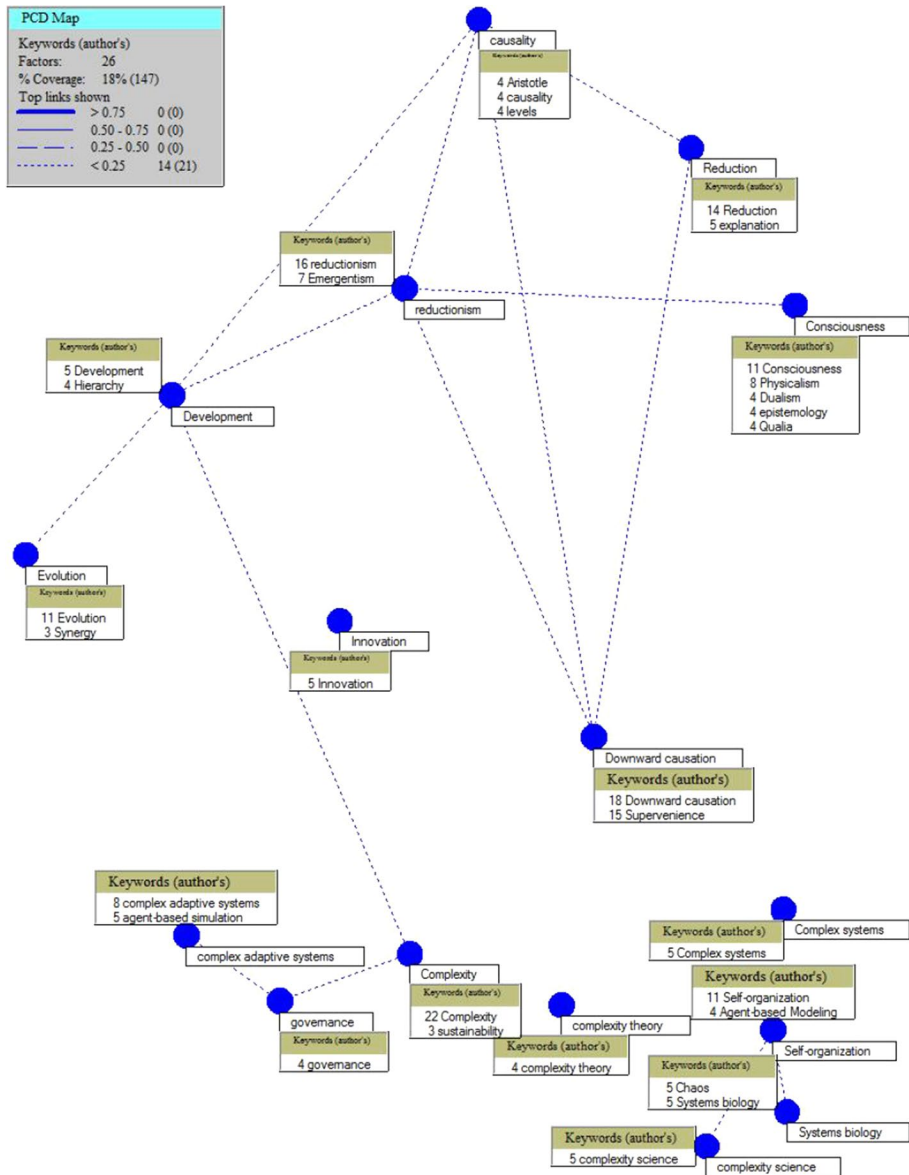 PCD Map
Keywords (author's)
Factors: 26
% Coverage: 18% (147)
Top links shown
> 0.75 0 (0)
0.50 - 0.75 0 (0)
0.25 - 0.50 0 (0)
< 0.25 14 (21)
causality
Keywords (author's)
4 Aristotle
4 causality
4 levels
Reduction
Keywords (author's)
14 Reduction
5 explanation
Keywords (author's)
16 reductionism
7 Emergentism
reductionism
Consciousness
Keywords (author's)
11 Consciousness
8 Physicalism
4 Dualism
4 epistemology
4 Qualia
Keywords (author's)
5 Development
4 Hierarchy
Development
Evolution
Keywords (author's)
11 Evolution
3 Synergy
Innovation
Keywords (author's)
5 Innovation
Downward causation
Keywords (author's)
18 Downward causation
15 Supervenience
Keywords (author's)
8 complex adaptive systems
5 agent-based simulation
complex adaptive systems
Complexity
Keywords (author's)
22 Complexity
3 sustainability
governance
Keywords (author's)
4 governance
complexity theory
Keywords (author's)
4 complexity theory
Complex systems
Keywords (author's)
5 Complex systems
Keywords (author's)
11 Self-organization
4 Agent-based Modeling
Self-organization
Keywords (author's)
5 Chaos
5 Systems biology
Systems biology
Keywords (author's)
5 complexity science
complexity science